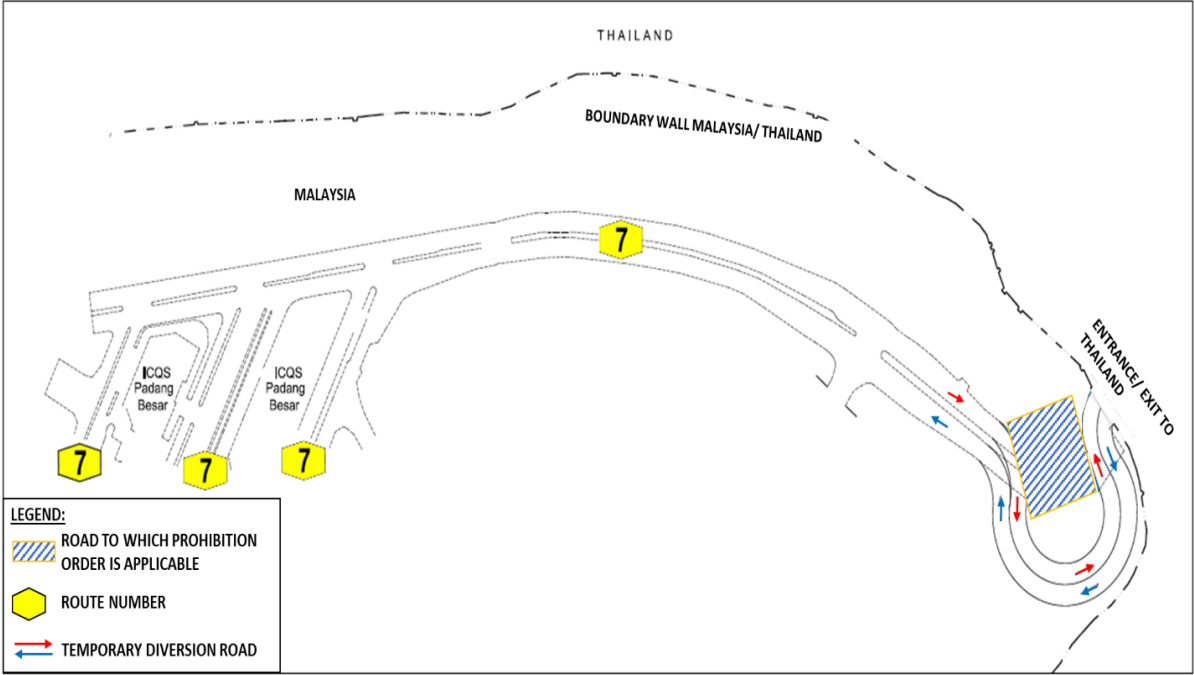 THAILAND
BOUNDARY WALL MALAYSIA/ THAILAND
MALAYSIA
7
ENTRANCE/ EXIT TO
THAILAND
ICQS
Padang
Besar
ICQS
Padang
Besar
7
7
7
LEGEND:
ROAD TO WHICH PROHIBITION
ORDER IS APPLICABLE
ROUTE NUMBER
TEMPORARY DIVERSION ROAD